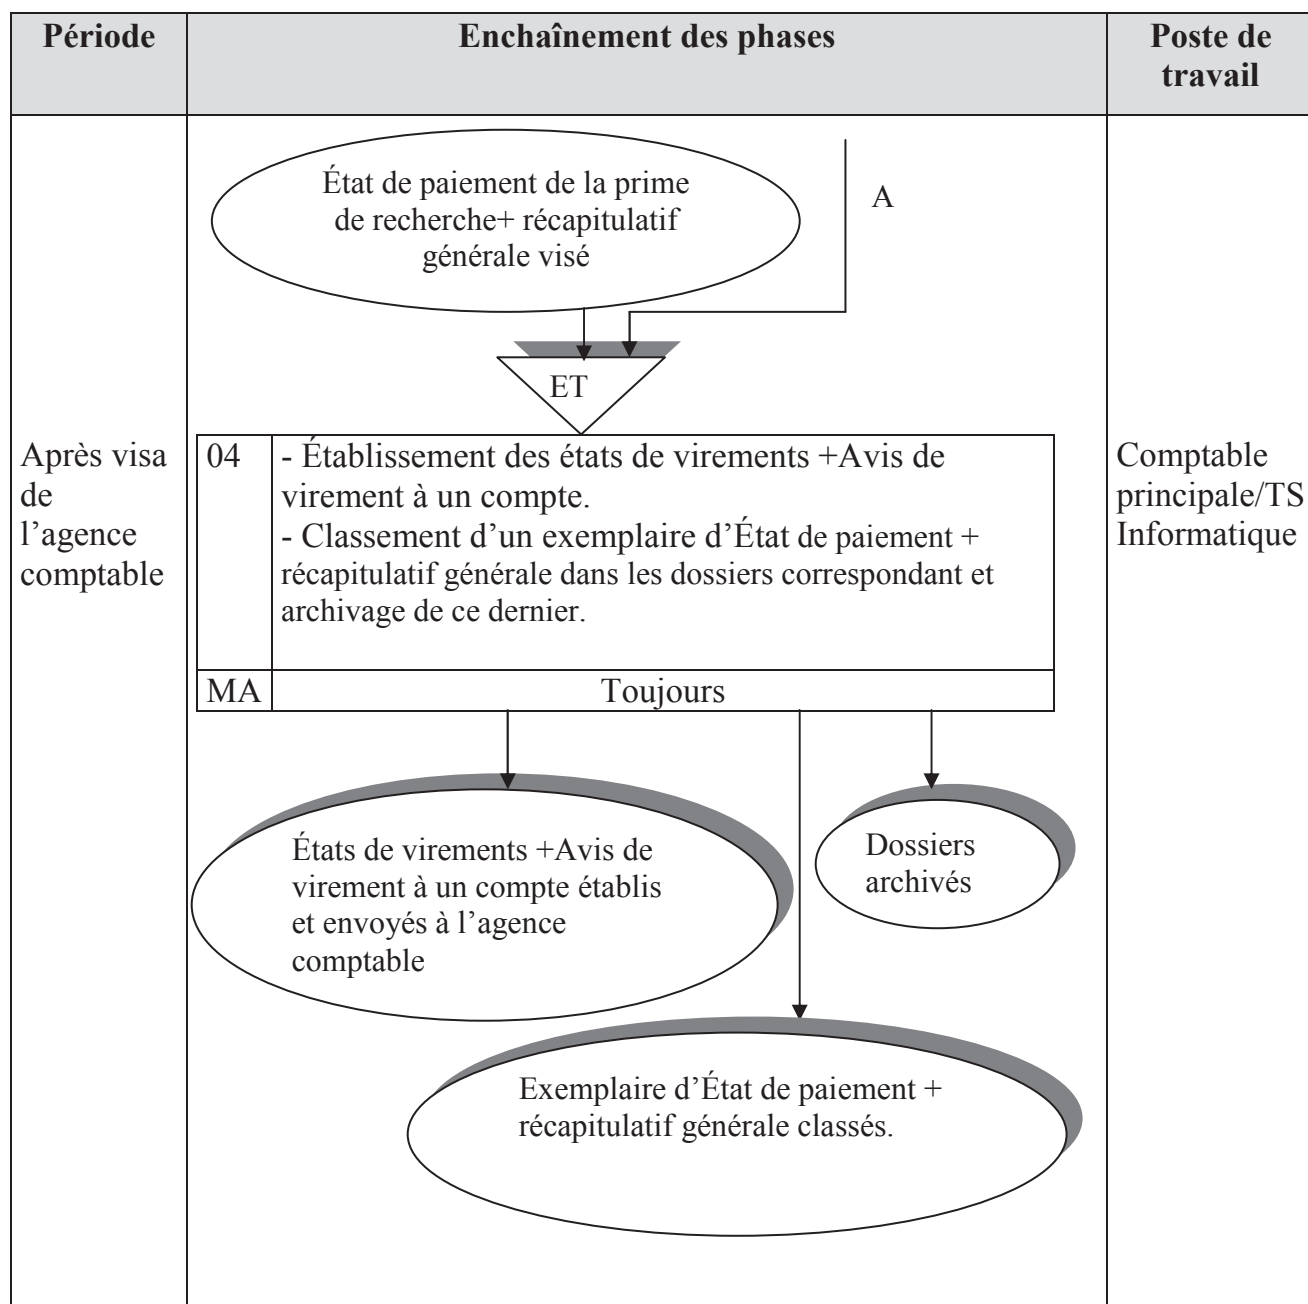 Période
Enchaînement des phases
Poste de
travail
État de paiement de la prime
de recherche+ récapitulatif
générale visé
A
ET
Après visa
de
l’agence
comptable
04
- Établissement des états de virements +Avis de
virement à un compte.
- Classement d’un exemplaire d’État de paiement +
récapitulatif générale dans les dossiers correspondant et
archivage de ce dernier.
MA
Toujours
Comptable
principale/TS
Informatique
États de virements +Avis de
virement à un compte établis
et envoyés à l’agence
comptable
Dossiers
archivés
Exemplaire d’État de paiement +
récapitulatif générale classés.